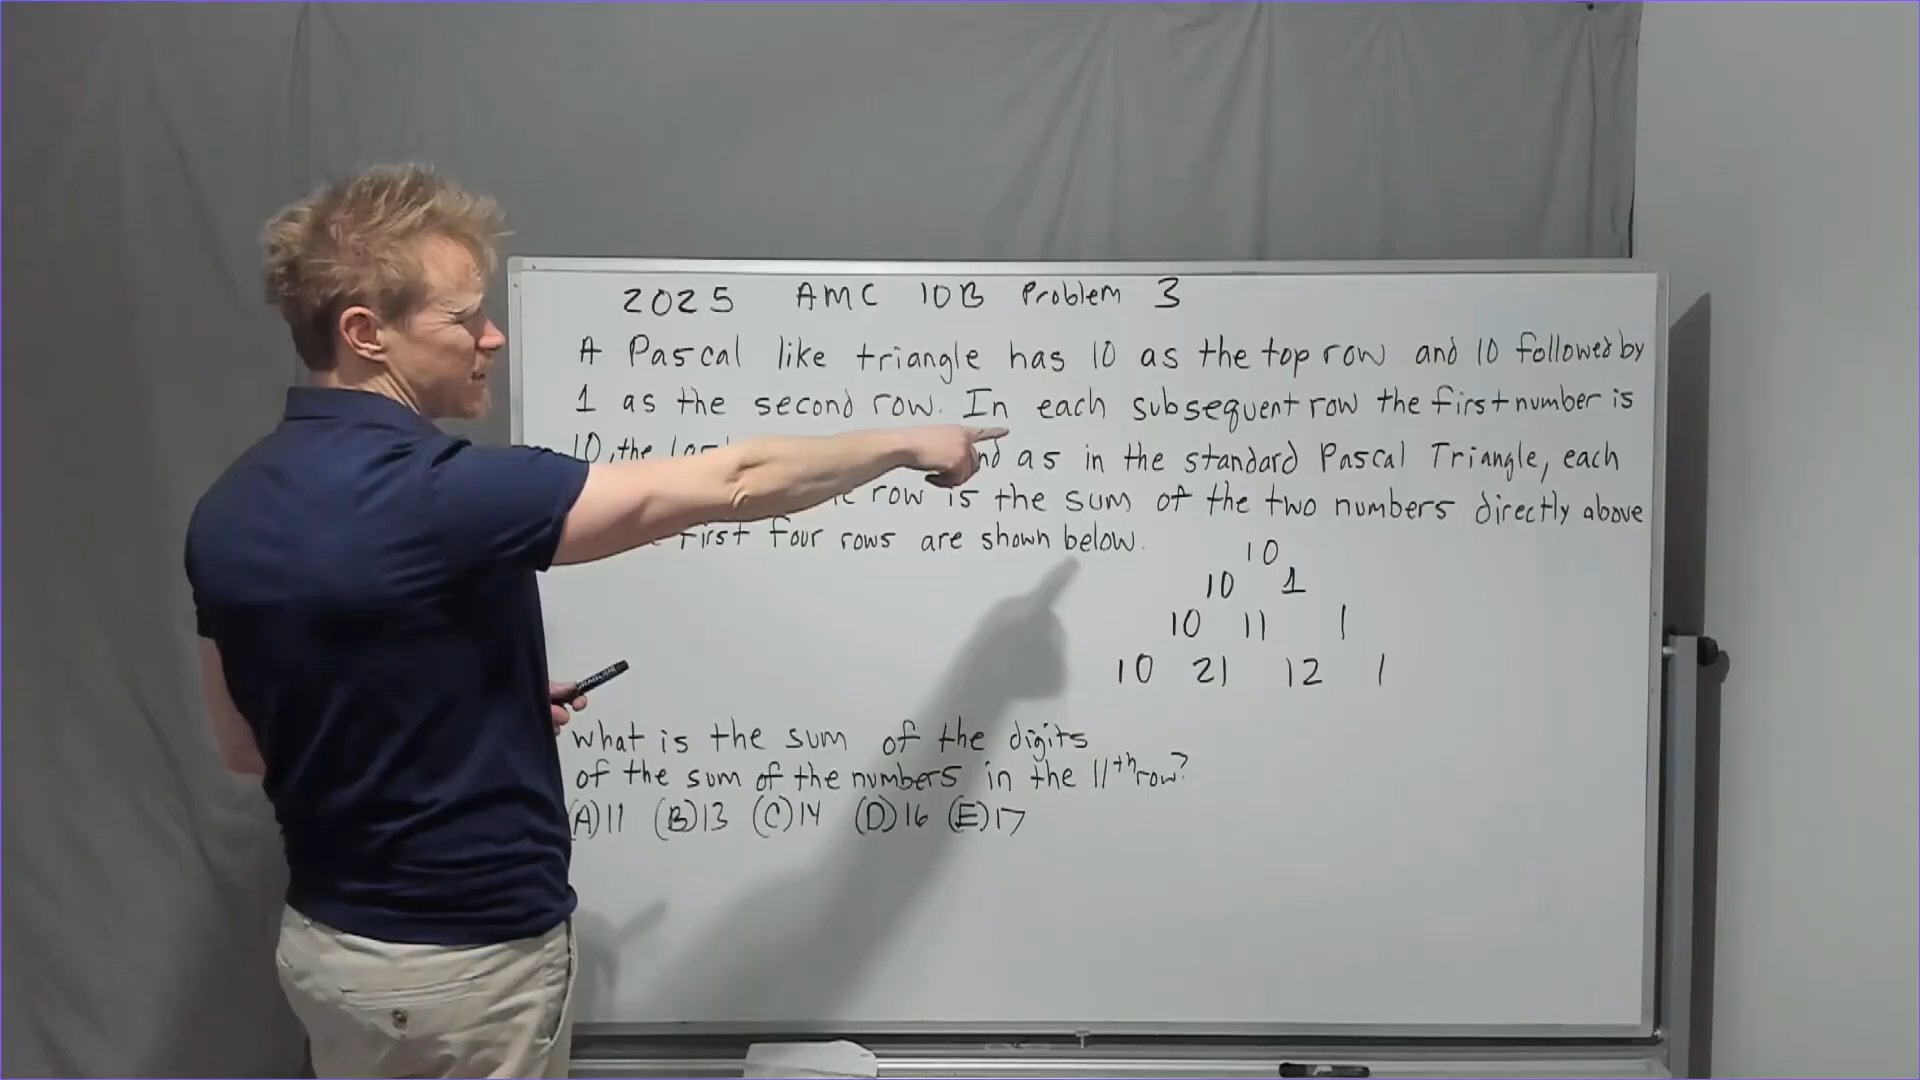 2025 AMC 10B Problem 3
A Pascal like triangle has 10 as the top row and 10 followed by
1 as the second row. In each subsequent row the first number is
10, the as in the standard Pascal Triangle, each
row is the sum of the two numbers directly above
first four rows are shown below.
10
10 1
10 11 1
10 21 12 1
what is the sum of the digits
of the sum of the numbers in the 11th row?
(A) 11 (B) 13 (C) 14 (D) 16 (E) 17